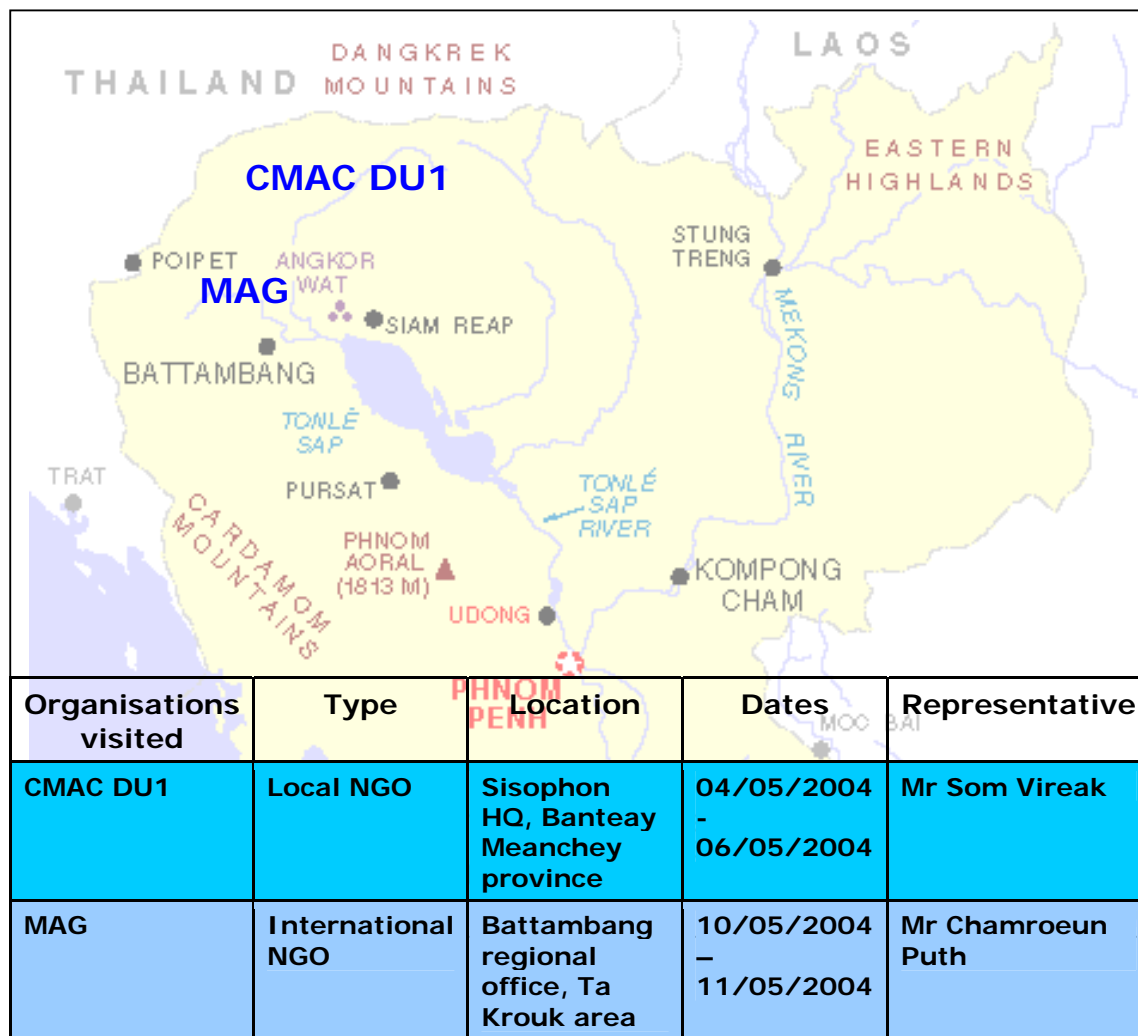 DANGKREK
MOUNTAINS
THAILAND
LAOS
EASTERN
HIGHLANDS
CMAC DU1
STUNG
TRENG
POIPET
ANGKOR
WAT
MAG
SIAM REAP
MEKONG
RIVER
BATTAMBANG
TONLÉ
SAP
TRAT
PURSAT
TONLÉ
SAP
RIVER
CARDAMOM
MOUNTAINS
PHNOM
AORAL
(1813 M)
KOMPONG
CHAM
UDONG
PHNOM
PENH
MOC BAI
Organisations
visited
Type
Location
Dates
Representative
CMAC DU1
Local NGO
Sisophon
HQ, Banteay
Meanchey
province
04/05/2004
-
06/05/2004
Mr Som Vireak
MAG
International
NGO
Battambang
regional
office, Ta
Krouk area
10/05/2004
–
11/05/2004
Mr Chamroeun
Puth